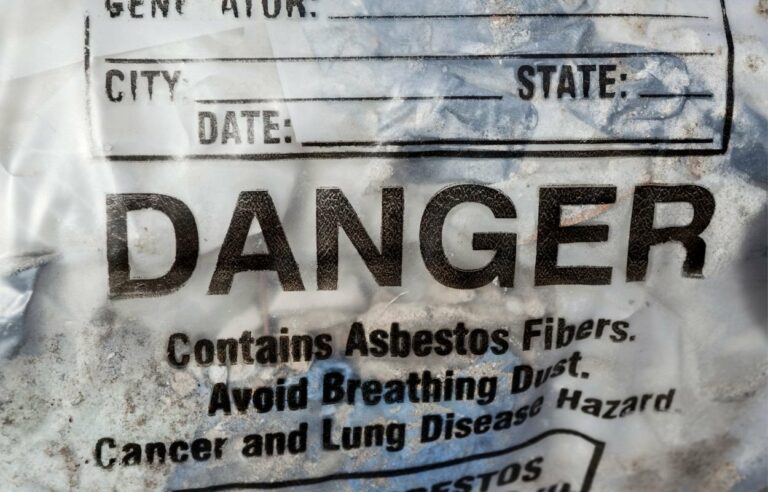 CITY STATE:
DATE:
DANGER
Contains Asbestos Fibers.
Avoid Breathing Dust.
Cancer and Lung Disease Hazard